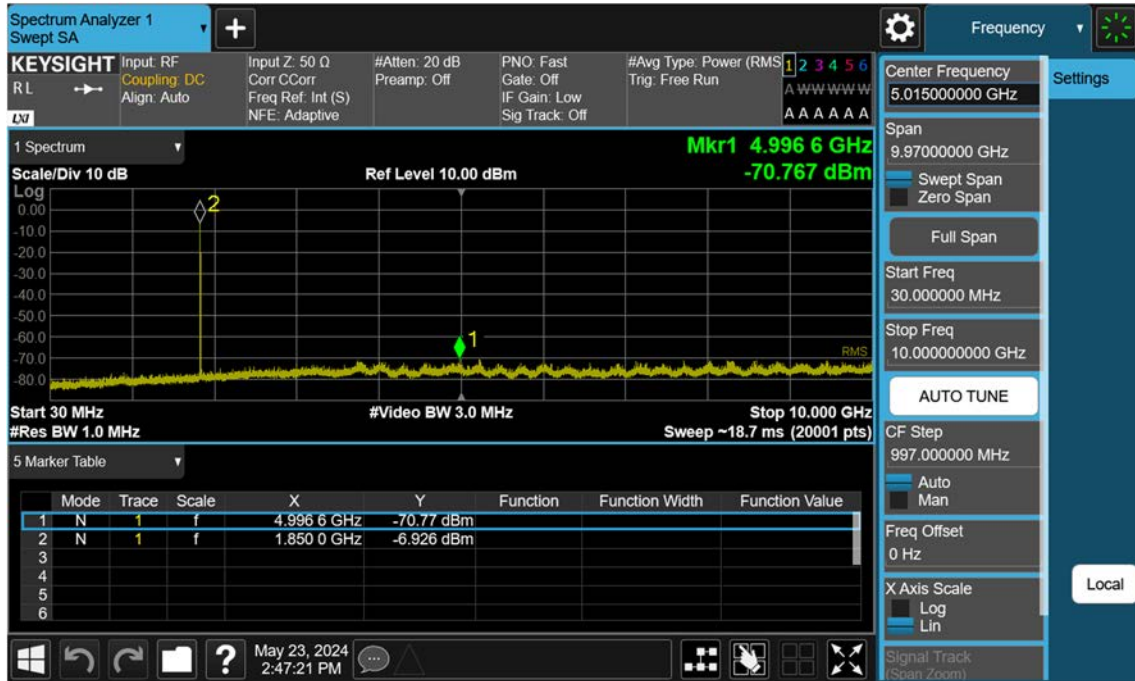 Spectrum Analyzer 1
Swept SA
Frequency
KEYSIGHT
R L
LXI
Input: RF
Coupling: DC
Align: Auto
Input Z: 50 Ω
Corr CCorr
Freq Ref: Int (S)
NFE: Adaptive
#Atten: 20 dB
Preamp: Off
PNO: Fast
Gate: Off
IF Gain: Low
Sig Track: Off
#Avg Type: Power (RMS
Trig: Free Run
1 2 3 4 5 6
A W W W W W
A A A A A A
1 Spectrum
Scale/Div 10 dB
Ref Level 10.00 dBm
Mkr1 4.996 6 GHz
-70.767 dBm
Log
0.00
-10.0
-20.0
-30.0
-40.0
-50.0
-60.0
-70.0
-80.0
2
1
RMS
Start 30 MHz
#Video BW 3.0 MHz
Stop 10.000 GHz
#Res BW 1.0 MHz
Sweep ~18.7 ms (20001 pts)
5 Marker Table
Mode Trace Scale X Y Function Function Width Function Value
1 N 1 f 4.996 6 GHz -70.77 dBm
2 N 1 f 1.850 0 GHz -6.926 dBm
3
4
5
6
May 23, 2024
2:47:21 PM
?
Center Frequency
5.015000000 GHz
Span
9.97000000 GHz
Swept Span
Zero Span
Full Span
Start Freq
30.000000 MHz
Stop Freq
10.000000000 GHz
AUTO TUNE
CF Step
997.000000 MHz
Auto
Man
Freq Offset
0 Hz
X Axis Scale
Log
Lin
Signal Track
(Span Zoom)
Settings
Local